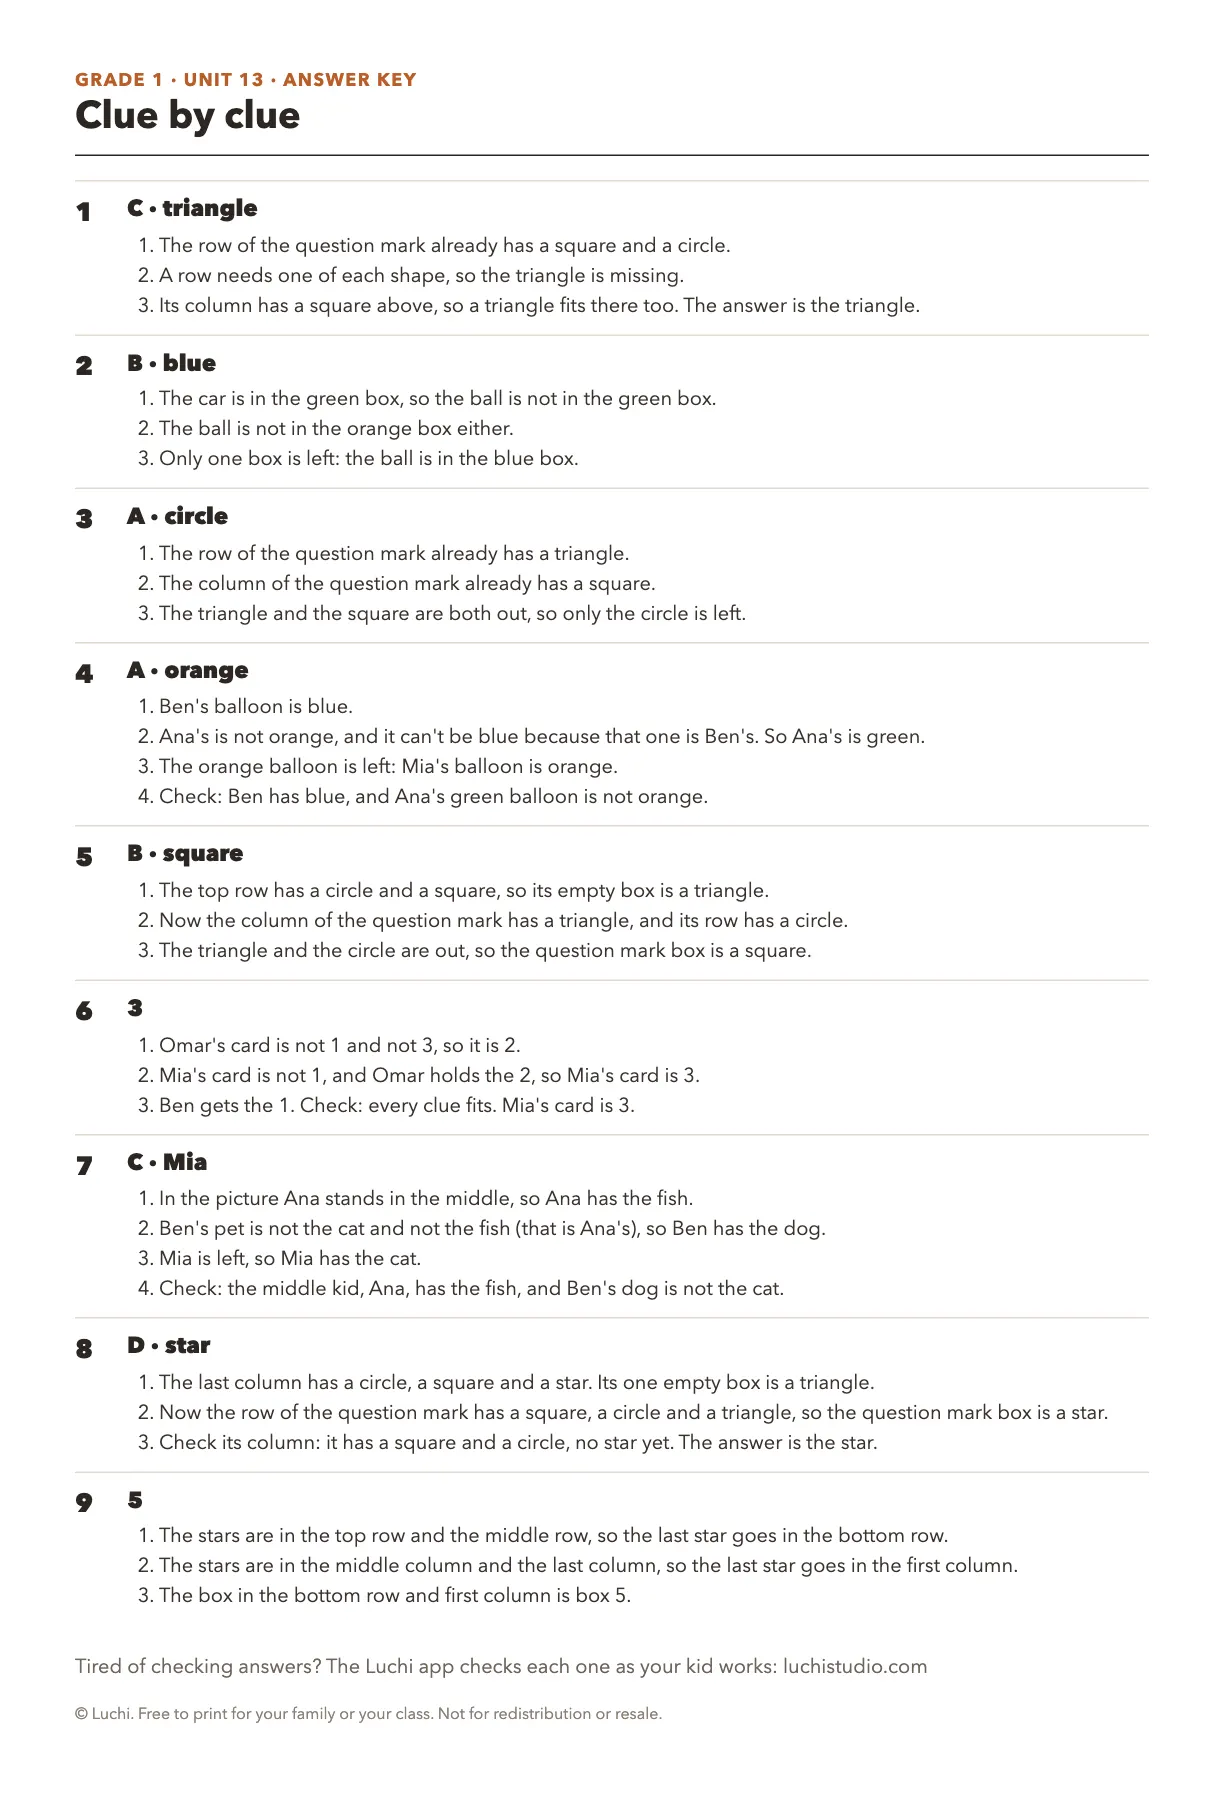 GRADE 1 · UNIT 13 · ANSWER KEY
Clue by clue
1 C · triangle
1. The row of the question mark already has a square and a circle.
2. A row needs one of each shape, so the triangle is missing.
3. Its column has a square above, so a triangle fits there too. The answer is the triangle.
2 B · blue
1. The car is in the green box, so the ball is not in the green box.
2. The ball is not in the orange box either.
3. Only one box is left: the ball is in the blue box.
3 A · circle
1. The row of the question mark already has a triangle.
2. The column of the question mark already has a square.
3. The triangle and the square are both out, so only the circle is left.
4 A · orange
1. Ben's balloon is blue.
2. Ana's is not orange, and it can't be blue because that one is Ben's. So Ana's is green.
3. The orange balloon is left: Mia's balloon is orange.
4. Check: Ben has blue, and Ana's green balloon is not orange.
5 B · square
1. The top row has a circle and a square, so its empty box is a triangle.
2. Now the column of the question mark has a triangle, and its row has a circle.
3. The triangle and the circle are out, so the question mark box is a square.
6 3
1. Omar's card is not 1 and not 3, so it is 2.
2. Mia's card is not 1, and Omar holds the 2, so Mia's card is 3.
3. Ben gets the 1. Check: every clue fits. Mia's card is 3.
7 C · Mia
1. In the picture Ana stands in the middle, so Ana has the fish.
2. Ben's pet is not the cat and not the fish (that is Ana's), so Ben has the dog.
3. Mia is left, so Mia has the cat.
4. Check: the middle kid, Ana, has the fish, and Ben's dog is not the cat.
8 D · star
1. The last column has a circle, a square and a star. Its one empty box is a triangle.
2. Now the row of the question mark has a square, a circle and a triangle, so the question mark box is a star.
3. Check its column: it has a square and a circle, no star yet. The answer is the star.
9 5
1. The stars are in the top row and the middle row, so the last star goes in the bottom row.
2. The stars are in the middle column and the last column, so the last star goes in the first column.
3. The box in the bottom row and first column is box 5.
Tired of checking answers? The Luchi app checks each one as your kid works: luchistudio.com
© Luchi. Free to print for your family or your class. Not for redistribution or resale.